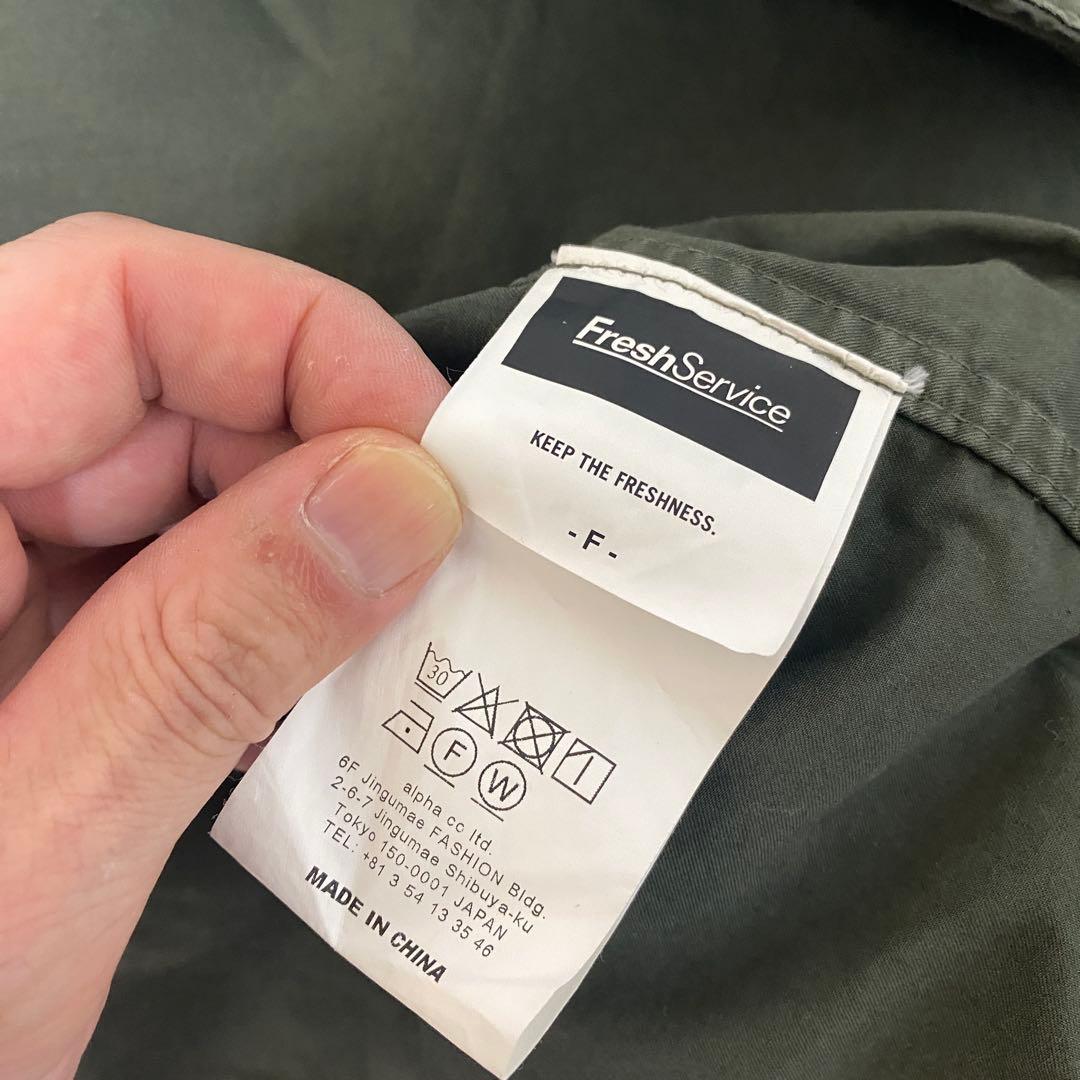 FreshService
KEEP THE FRESHNESS.
- F -
30
F
W
alpha co ltd.
6F Jingumae FASHION Bldg.
2-6-7 Jingumae Shibuya-ku
Tokyo 150-0001 JAPAN
TEL: +81 3 54 13 35 46
MADE IN CHINA